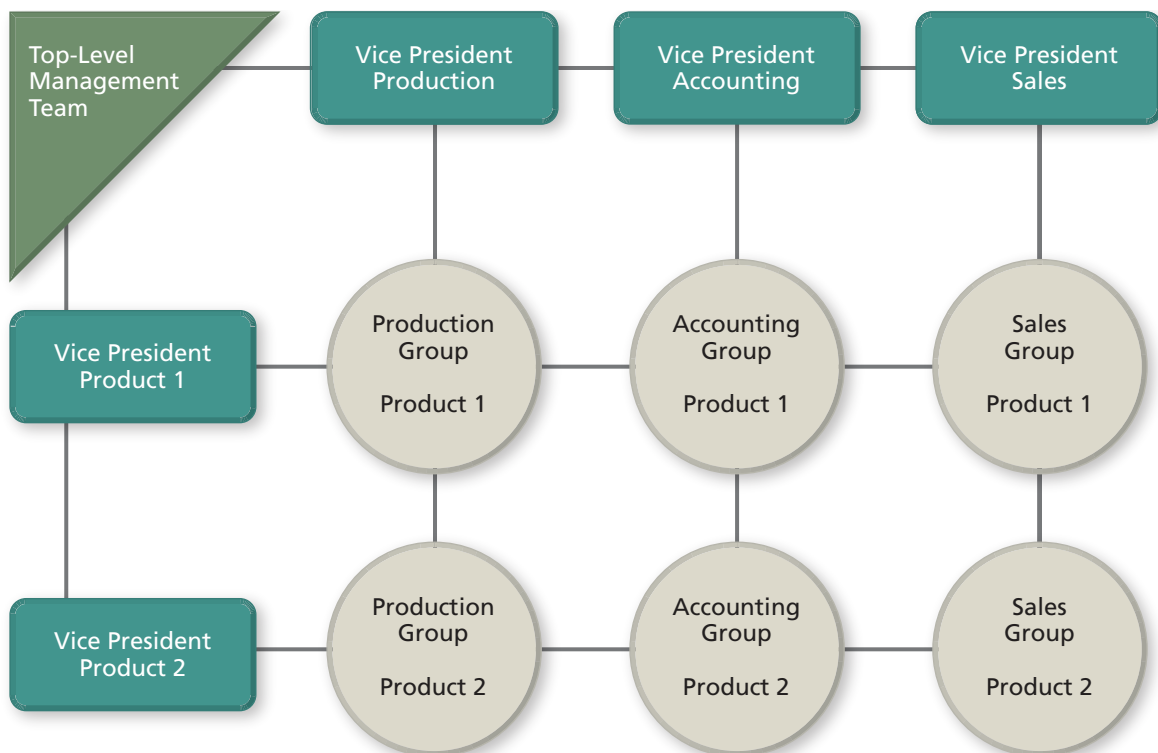 Top-Level
Management
Team
Vice President
Production
Vice President
Accounting
Vice President
Sales
Vice President
Product 1
Production
Group
Product 1
Accounting
Group
Product 1
Sales
Group
Product 1
Vice President
Product 2
Production
Group
Product 2
Accounting
Group
Product 2
Sales
Group
Product 2